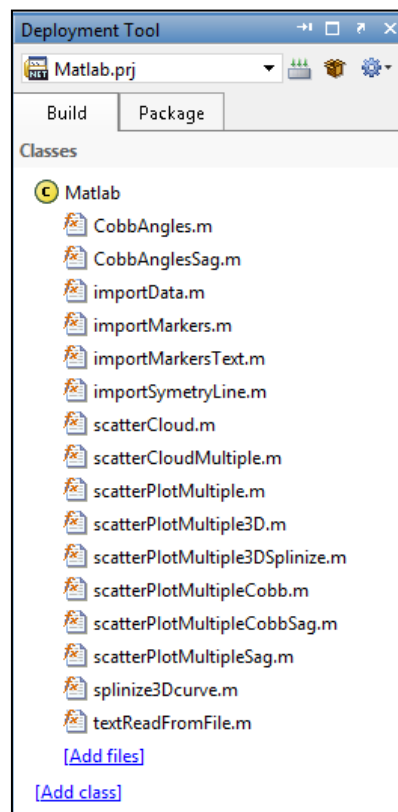 Deployment Tool
.NET Matlab.prj
Build Package
Classes
C Matlab
CobbAngles.m
CobbAnglesSag.m
importData.m
importMarkers.m
importMarkersText.m
importSymetryLine.m
scatterCloud.m
scatterCloudMultiple.m
scatterPlotMultiple.m
scatterPlotMultiple3D.m
scatterPlotMultiple3DSplinize.m
scatterPlotMultipleCobb.m
scatterPlotMultipleCobbSag.m
scatterPlotMultipleSag.m
splinize3Dcurve.m
textReadFromFile.m
[Add files]
[Add class]